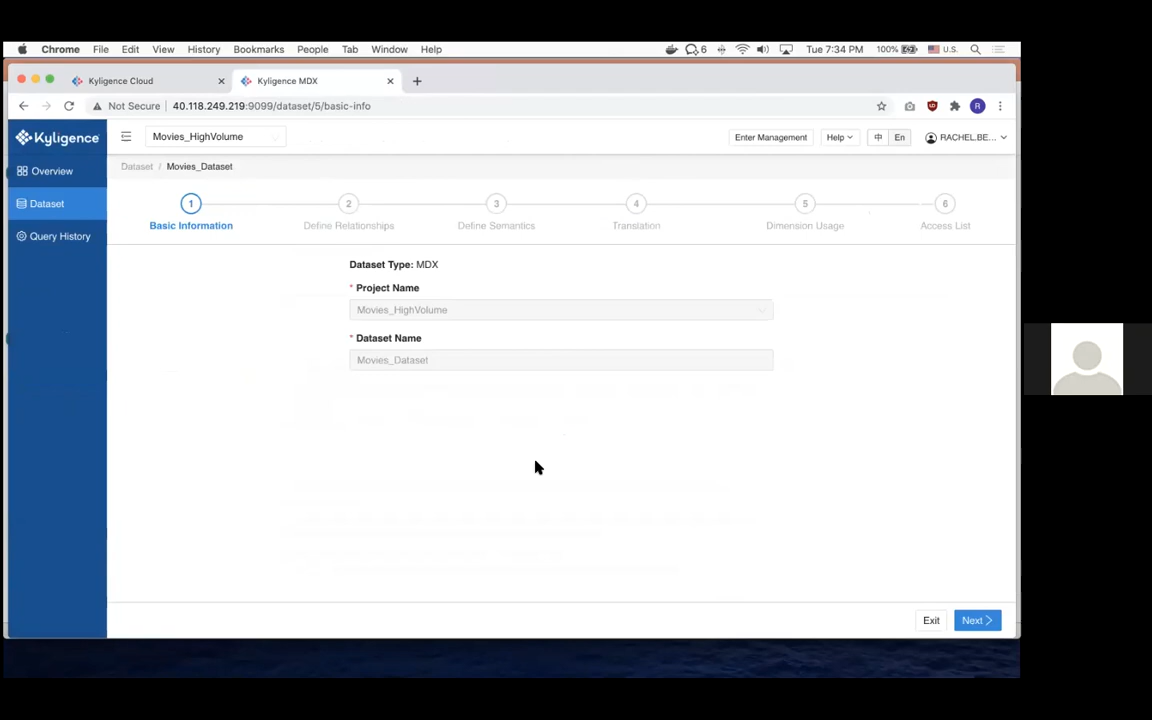 Chrome File Edit View History Bookmarks People Tab Window Help 6 Tue 7:34 PM 100% U.S.
Kyligence Cloud Kyligence MDX
Not Secure 40.118.249.219:9099/dataset/5/basic-info R
Kyligence Movies_HighVolume Enter Management Help 中 En RACHEL.BE...
Overview
Dataset / Movies_Dataset
Dataset
Query History
1 2 3 4 5 6
Basic Information Define Relationships Define Semantics Translation Dimension Usage Access List
Dataset Type: MDX
* Project Name
Movies_HighVolume
* Dataset Name
Movies_Dataset
Exit Next